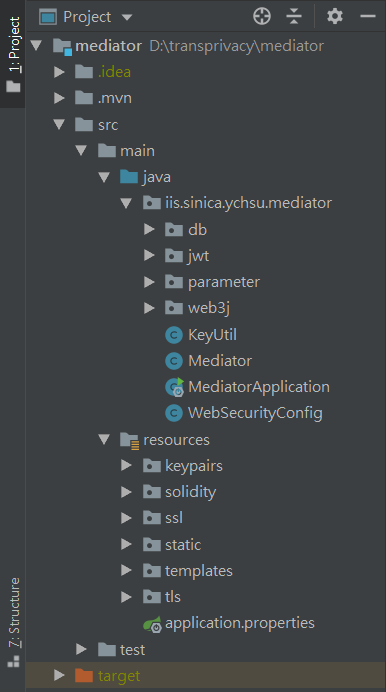 1: Project
Project
mediator D:\transprivacy\mediator
.idea
.mvn
src
main
java
iis.sinica.ychsu.mediator
db
jwt
parameter
web3j
KeyUtil
Mediator
MediatorApplication
WebSecurityConfig
resources
keypairs
solidity
ssl
static
templates
tls
application.properties
test
target
Z: Structure